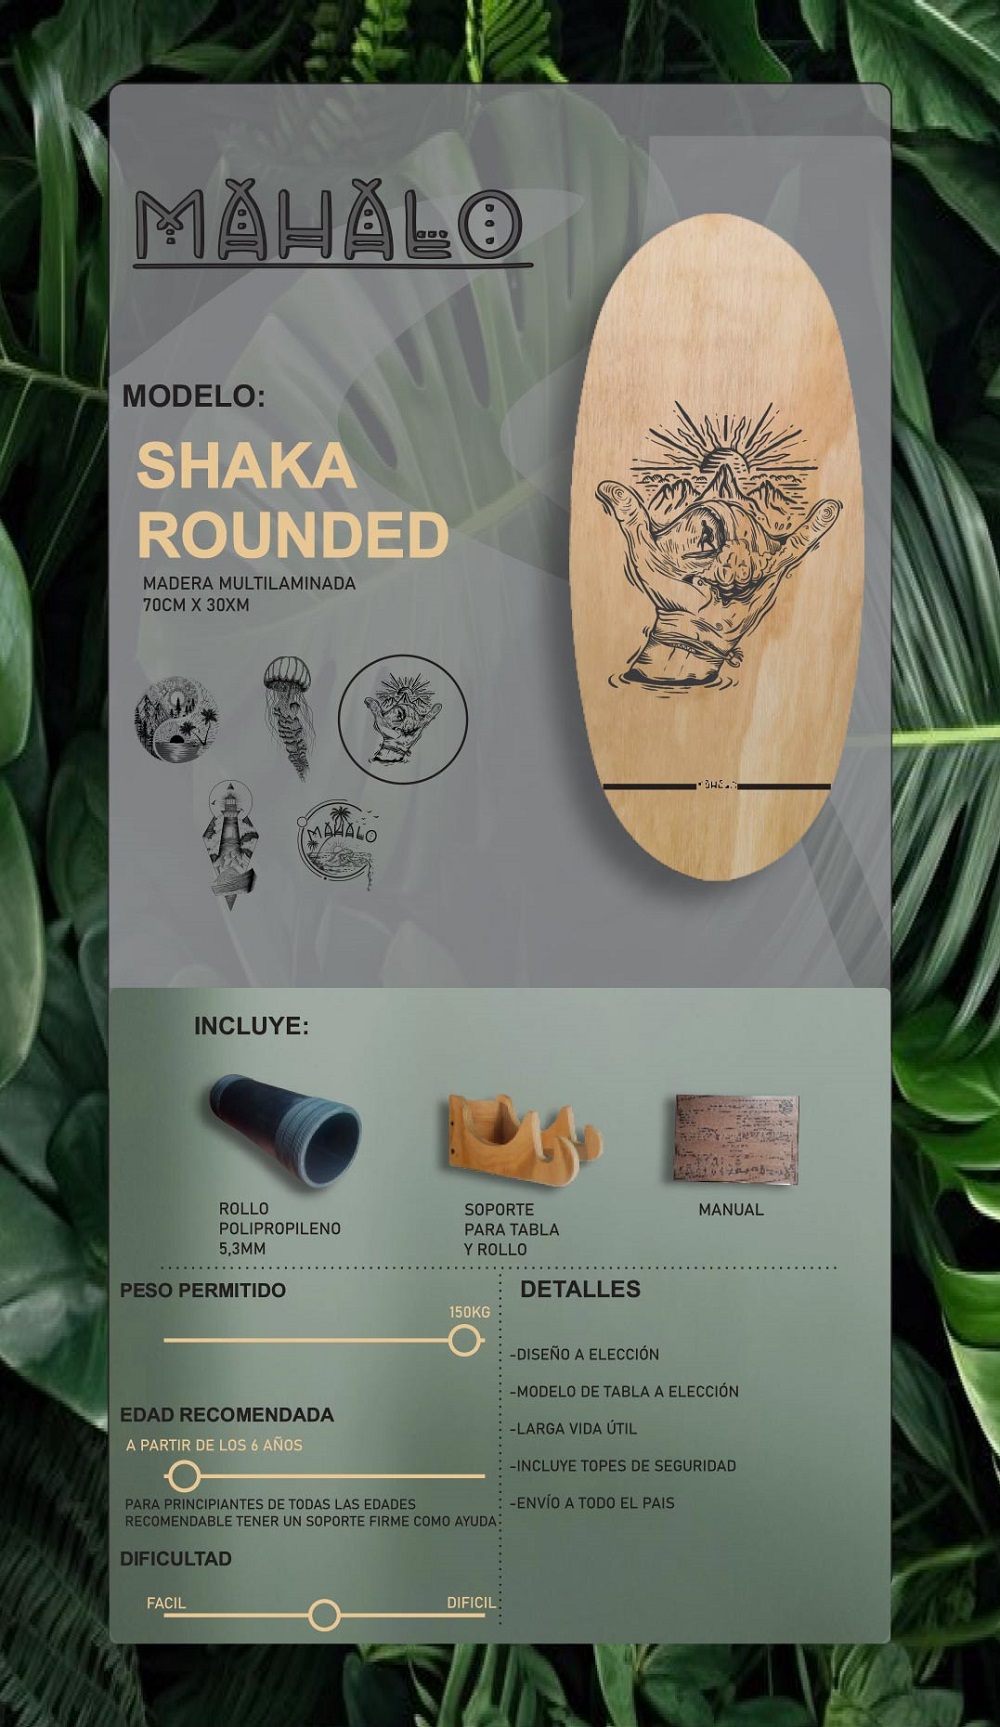 MAHALO
MODELO:
SHAKA
ROUNDED
MADERA MULTILAMINADA
70CM X 30XM
MAHALO
INCLUYE:
ROLLO
POLIPROPILENO
5,3MM
SOPORTE
PARA TABLA
Y ROLLO
MANUAL
PESO PERMITIDO
150KG
EDAD RECOMENDADA
A PARTIR DE LOS 6 AÑOS
PARA PRINCIPIANTES DE TODAS LAS EDADES
RECOMENDABLE TENER UN SOPORTE FIRME COMO AYUDA
DIFICULTAD
FACIL DIFICIL
DETALLES
-DISEÑO A ELECCIÓN
-MODELO DE TABLA A ELECCIÓN
-LARGA VIDA ÚTIL
-INCLUYE TOPES DE SEGURIDAD
-ENVÍO A TODO EL PAIS